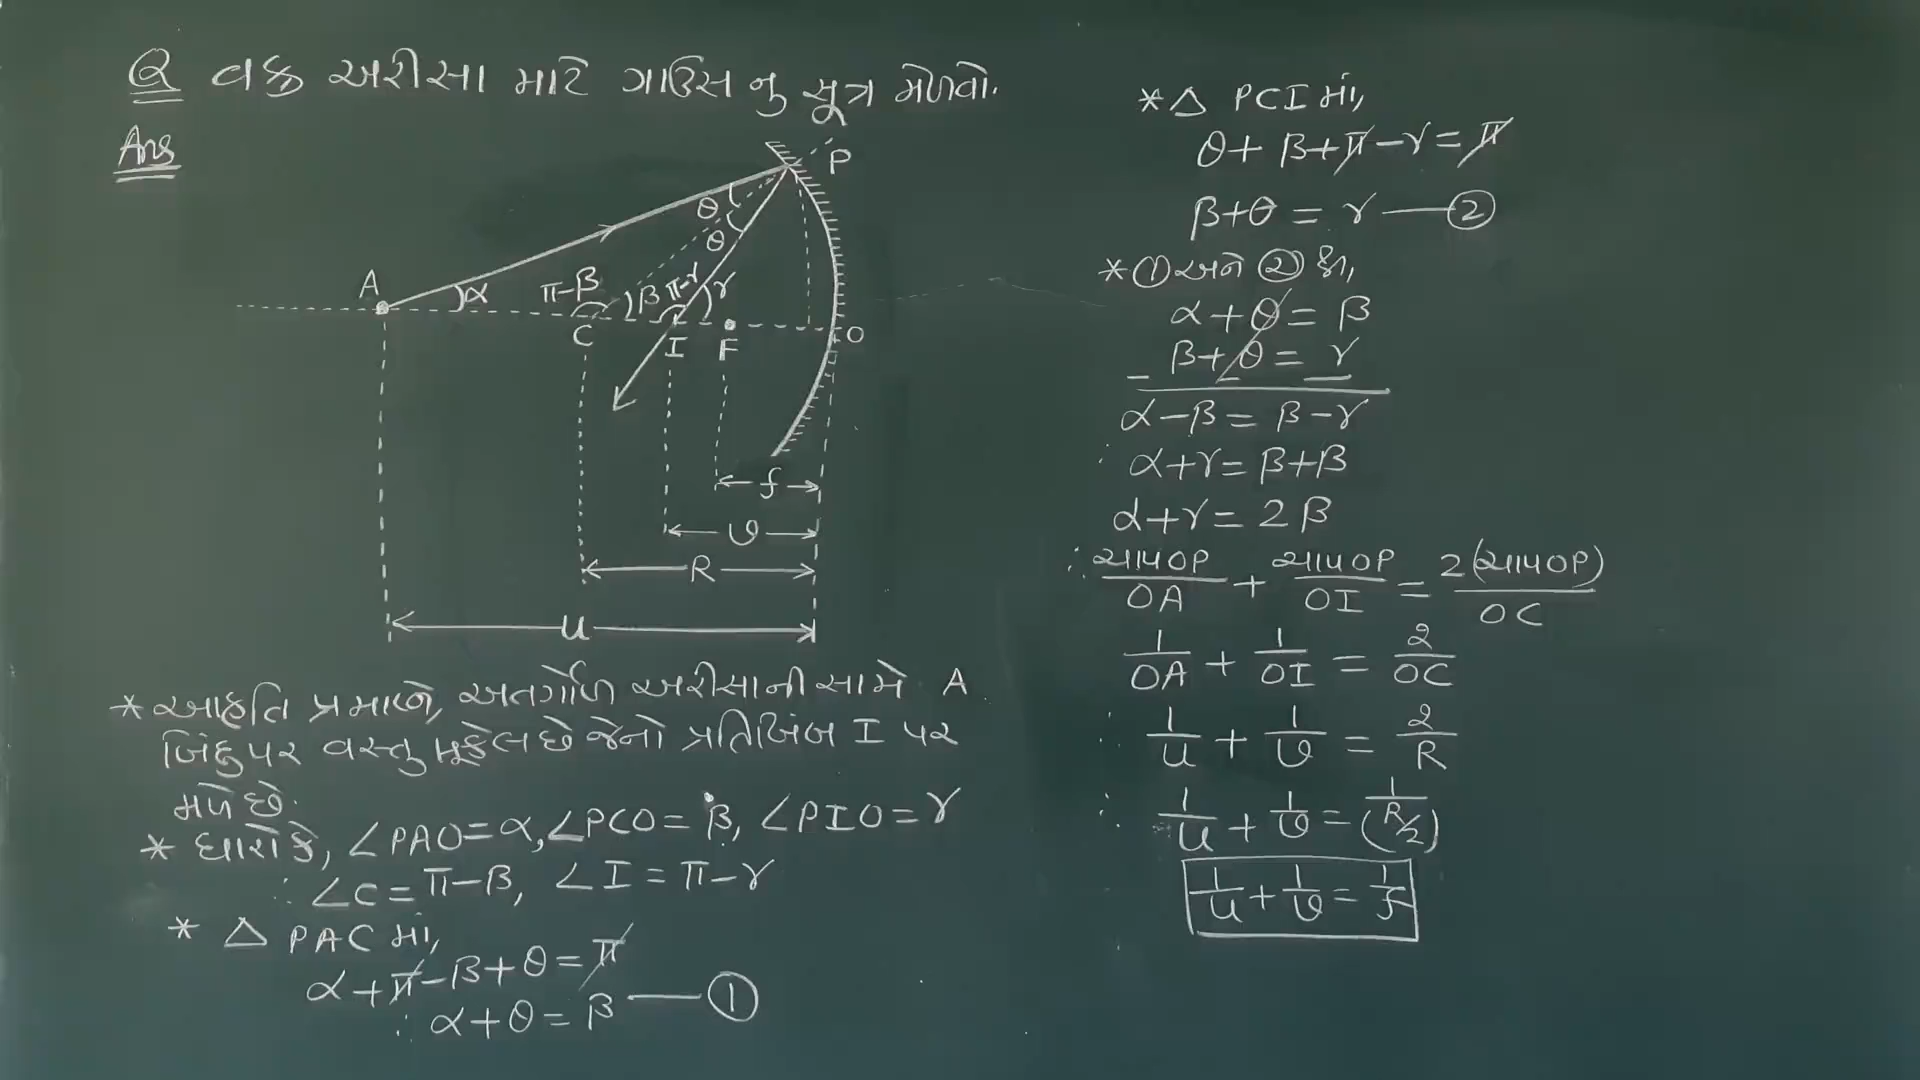 Q વક્ર અરીસા માટે ગાઉસ નુ સૂત્ર મેળવો.
Ans
P
θ
θ
A
α
π-β
β
π-γ
γ
C
I
F
O
f
v
R
u
* આકૃતિ પ્રમાણે, અતર્ગોળ અરીસાની સામે A
બિંદુ પર વસ્તુ મૂકેલ છે જેનો પ્રતિબિંબ I પર
મળે છે.
* ધારોકે, ∠PAO=α, ∠PCO=β, ∠PIO=γ
∴ ∠C=π-β, ∠I=π-γ
* △ PAC માં,
α+π-β+θ=π
∴ α+θ=β —— ①
* △ PCI માં,
θ+β+π-γ=π
β+θ=γ —— ②
* ① અને ② ક।,
α+θ=β
β+θ=γ
- - -
α-β=β-γ
∴ α+γ=β+β
α+γ=2β
∴ ચાપOP/OA + ચાપOP/OI = 2(ચાપOP)/OC
1/OA + 1/OI = 2/OC
∴ 1/u + 1/v = 2/R
∴ 1/u + 1/v = 1/(R/2)
1/u + 1/v = 1/f